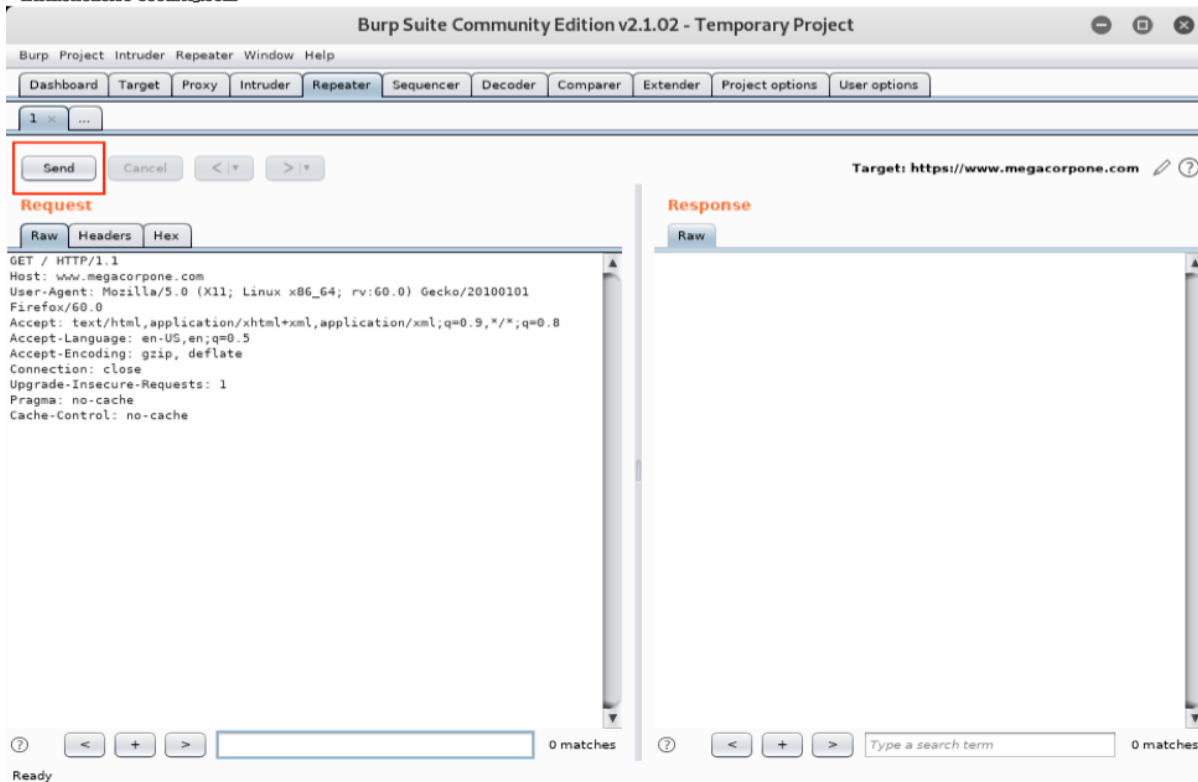 Burp Suite Community Edition v2.1.02 - Temporary Project
Burp Project Intruder Repeater Window Help
Dashboard Target Proxy Intruder Repeater Sequencer Decoder Comparer Extender Project options User options
1 × ...
Send Cancel < > Target: https://www.megacorpone.com ?
Request
Raw Headers Hex
GET / HTTP/1.1
Host: www.megacorpone.com
User-Agent: Mozilla/5.0 (X11; Linux x86_64; rv:60.0) Gecko/20100101
Firefox/60.0
Accept: text/html,application/xhtml+xml,application/xml;q=0.9,*/*;q=0.8
Accept-Language: en-US,en;q=0.5
Accept-Encoding: gzip, deflate
Connection: close
Upgrade-Insecure-Requests: 1
Pragma: no-cache
Cache-Control: no-cache
Response
Raw
? < + > 0 matches
? < + > Type a search term 0 matches
Ready